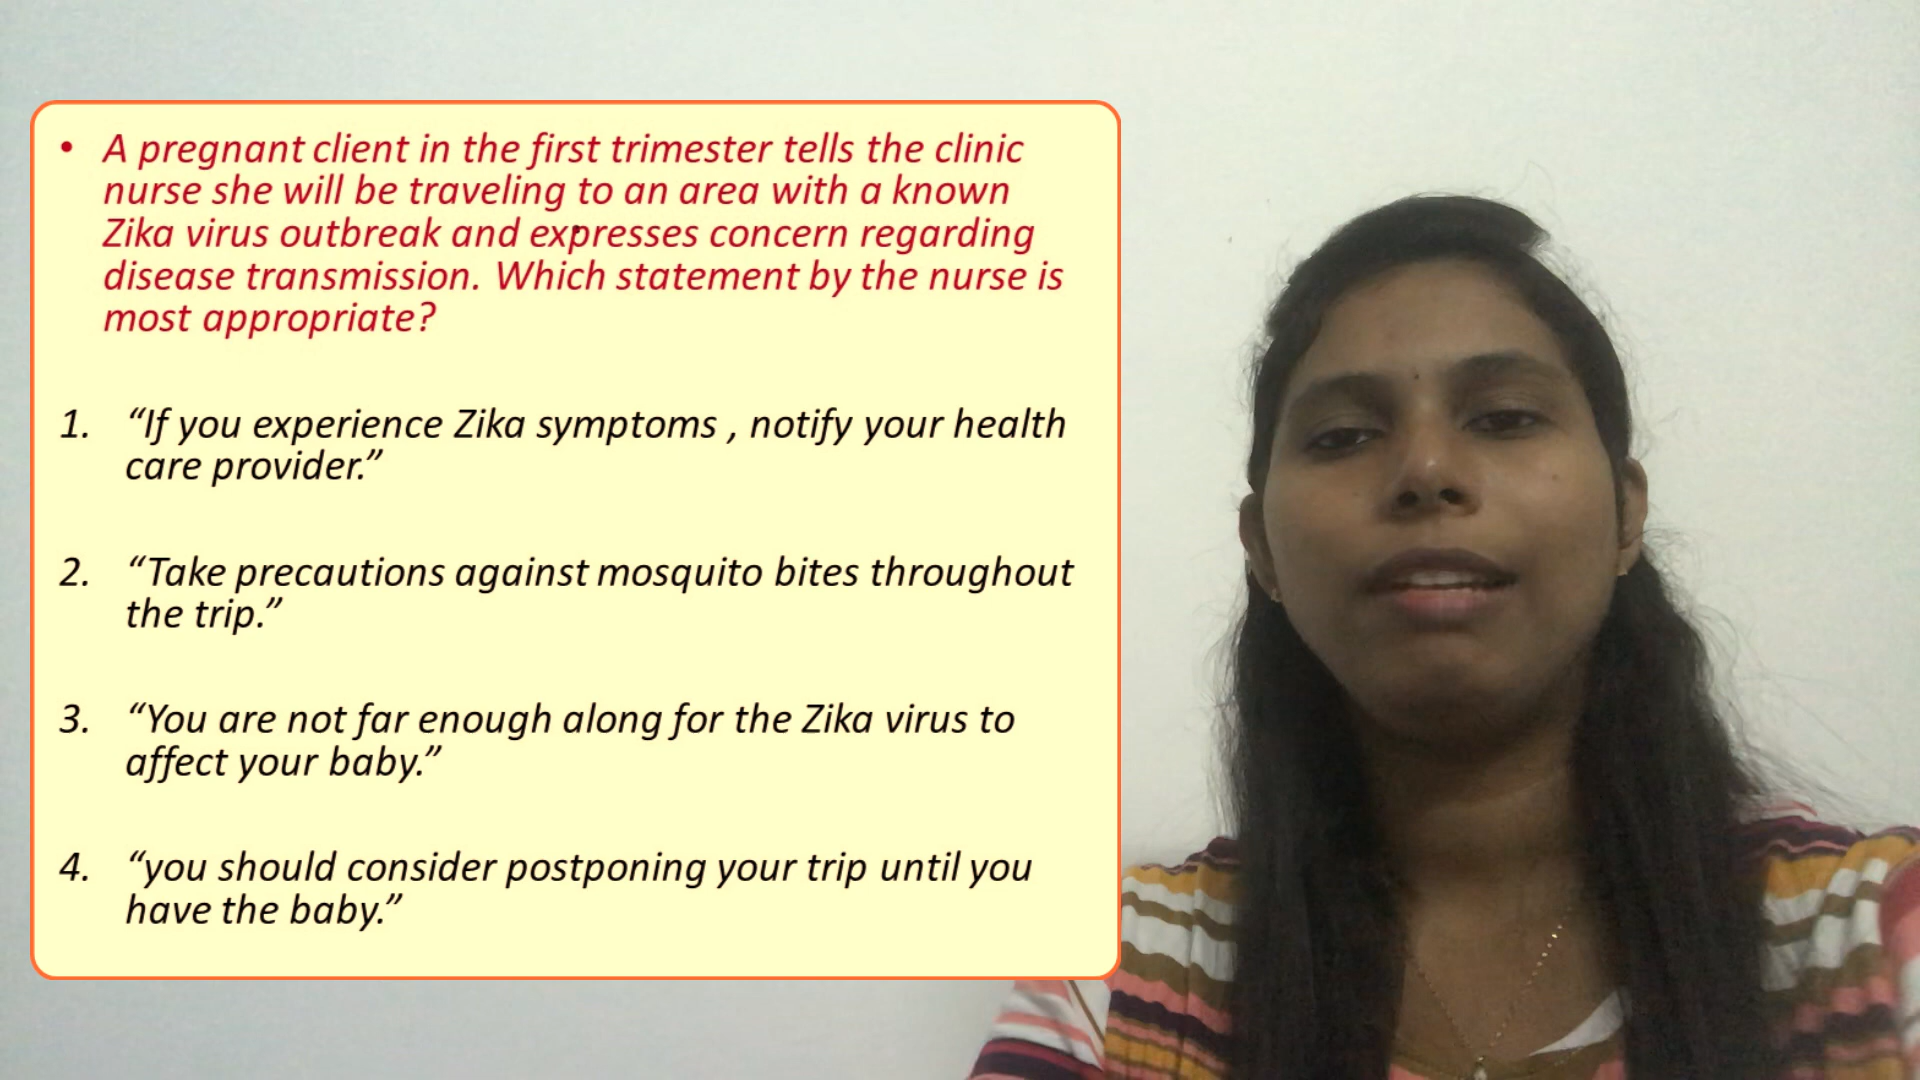 • A pregnant client in the first trimester tells the clinic
nurse she will be traveling to an area with a known
Zika virus outbreak and expresses concern regarding
disease transmission. Which statement by the nurse is
most appropriate?
1. “If you experience Zika symptoms , notify your health
care provider.”
2. “Take precautions against mosquito bites throughout
the trip.”
3. “You are not far enough along for the Zika virus to
affect your baby.”
4. “you should consider postponing your trip until you
have the baby.”